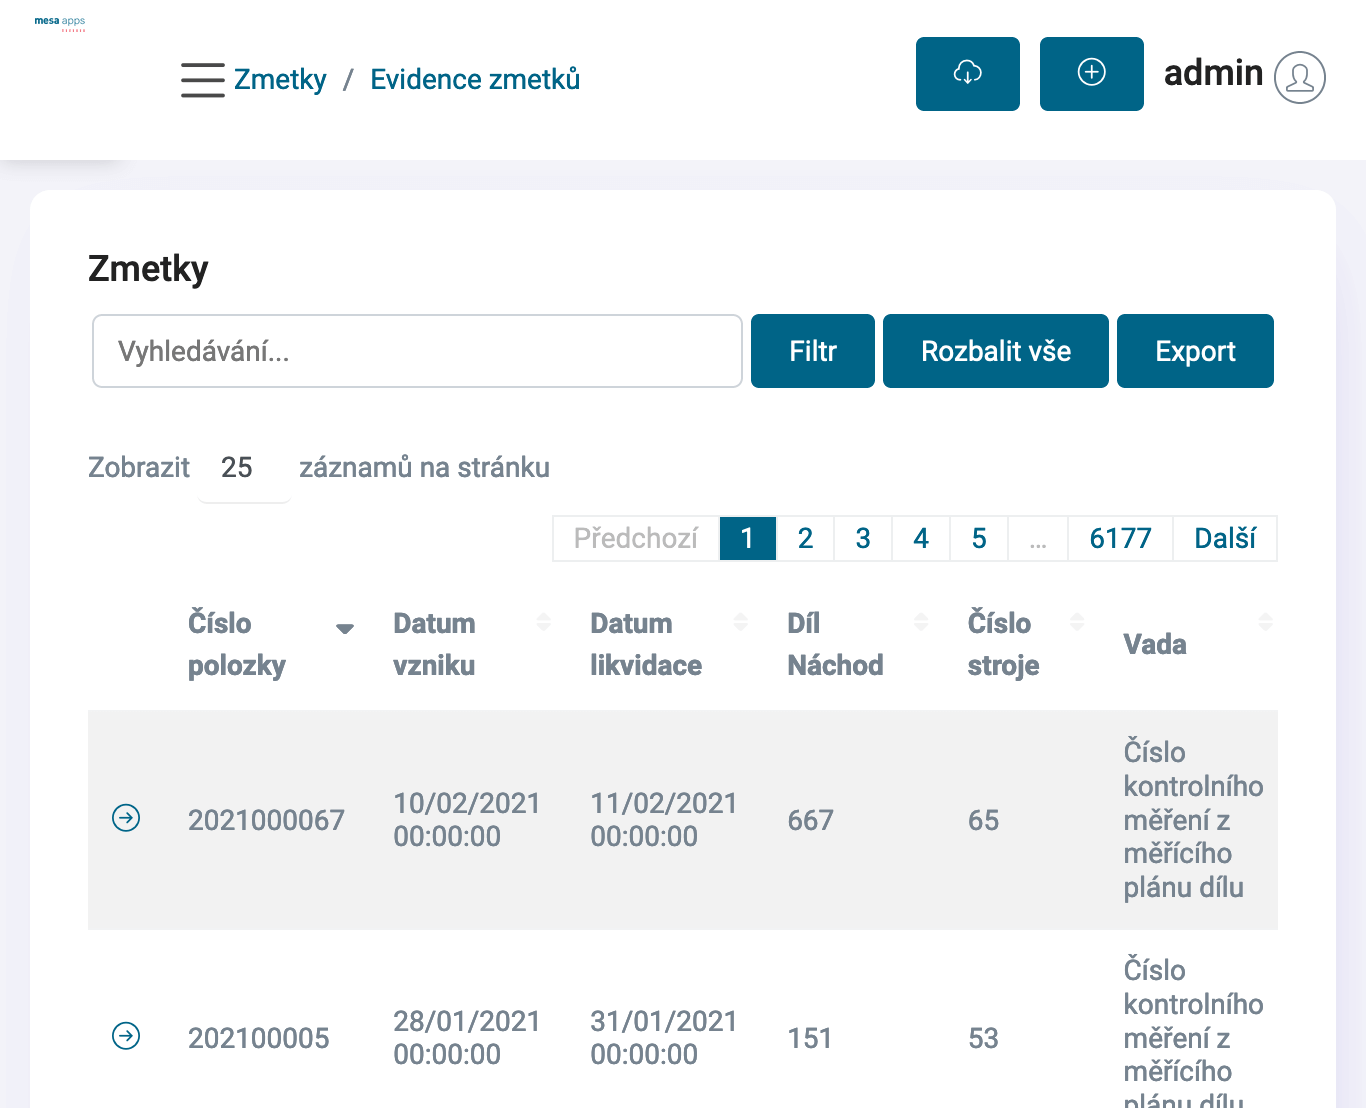 mesa apps
Zmetky / Evidence zmetků
admin
Zmetky
Vyhledávání...
Filtr
Rozbalit vše
Export
Zobrazit 25 záznamů na stránku
Předchozí 1 2 3 4 5 ... 6177 Další
Číslo polozky
Datum vzniku
Datum likvidace
Díl Náchod
Číslo stroje
Vada
2021000067
10/02/2021
00:00:00
11/02/2021
00:00:00
667
65
Číslo
kontrolního
měření z
měřícího
plánu dílu
202100005
28/01/2021
00:00:00
31/01/2021
00:00:00
151
53
Číslo
kontrolního
měření z
měřícího
plánu dílu